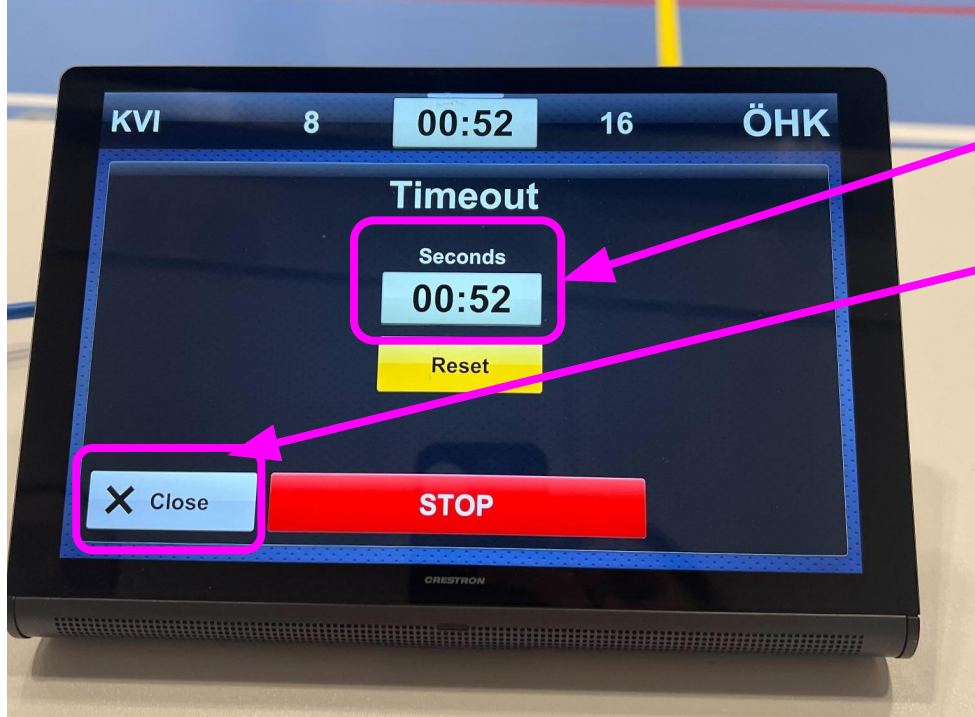 KVI 8 00:52 16 ÖHK
Timeout
Seconds
00:52
Reset
X Close STOP
CRESTRON